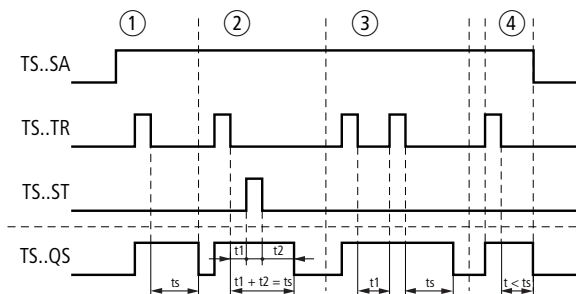 ① ② ③ ④
TS..SA
TS..TR
TS..ST
TS..QS
t1 t2
ts t1 + t2 = ts t1 ts t < ts